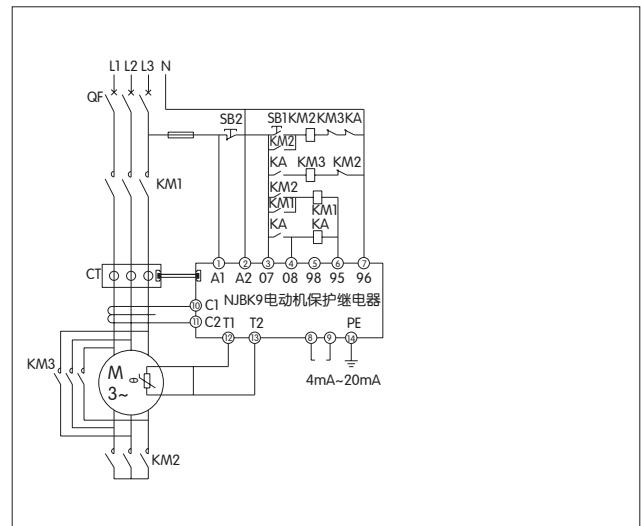 L1 L2 L3 N
QF
SB2 SB1 KM2 KM3 KA
KM2
KA KM3 KM2
KM1
KM2
KM1 KM1
KA KA
① ② ③ ④ ⑤ ⑥ ⑦
CT A1 A2 07 08 98 95 96
NJBK9电动机保护继电器
⑩ C1
⑪ C2 T1 T2 PE
⑫ ⑬ ⑧ ⑨ ⑭
4mA~20mA
KM3
M
3~
KM2